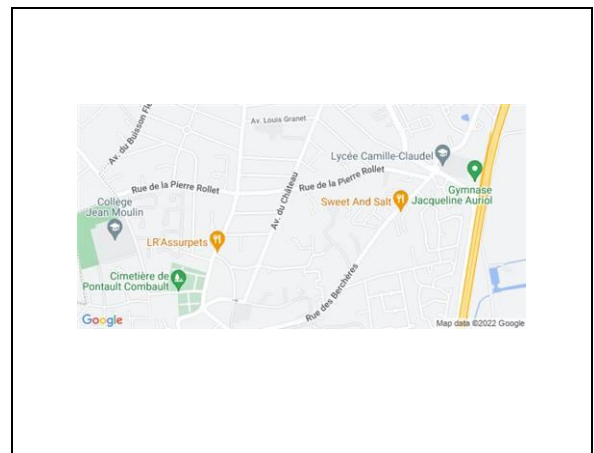 Av. du Buisson Fle
Av. Louis Granet
Lycée Camille-Claudel
Rue de la Pierre Rollet
Rue de la Pierre Rollet
Gymnase
Jacqueline Auriol
Av. du Château
Sweet And Salt
Collège
Jean Moulin
LR'Assurpets
Cimetière de
Pontault Combault
Rue des Berchères
Google
Map data ©2022 Google